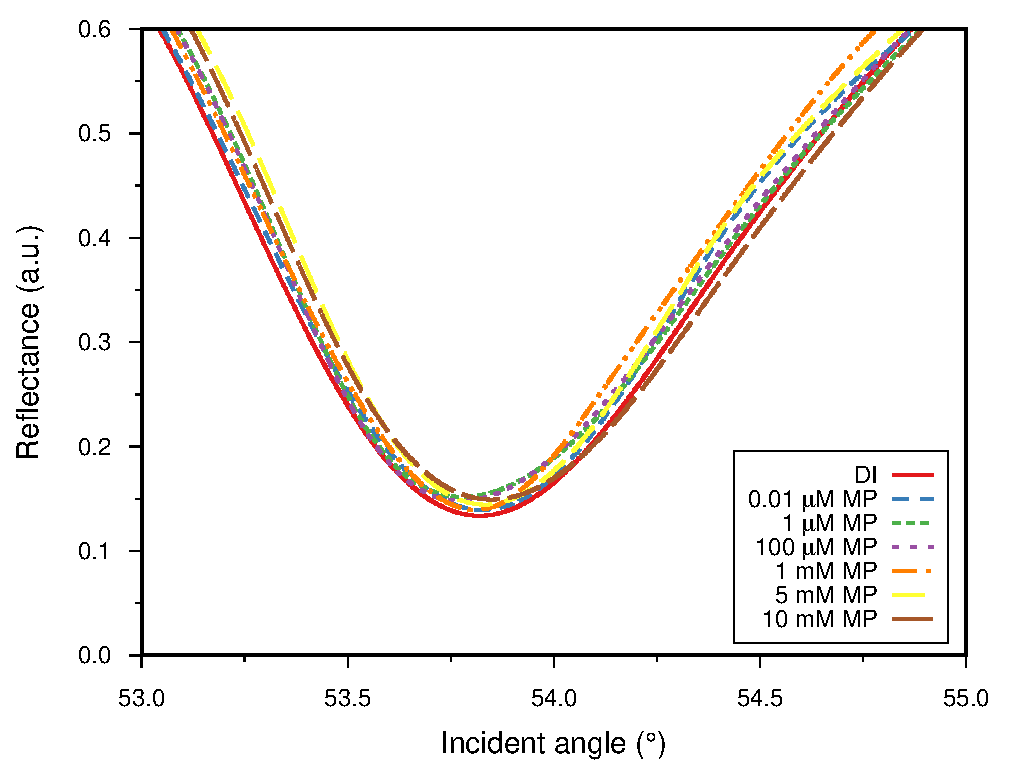 0.6
0.5
0.4
0.3
0.2
0.1
0.0
Reflectance (a.u.)
53.0 53.5 54.0 54.5 55.0
Incident angle (°)
DI
0.01 μM MP
1 μM MP
100 μM MP
1 mM MP
5 mM MP
10 mM MP